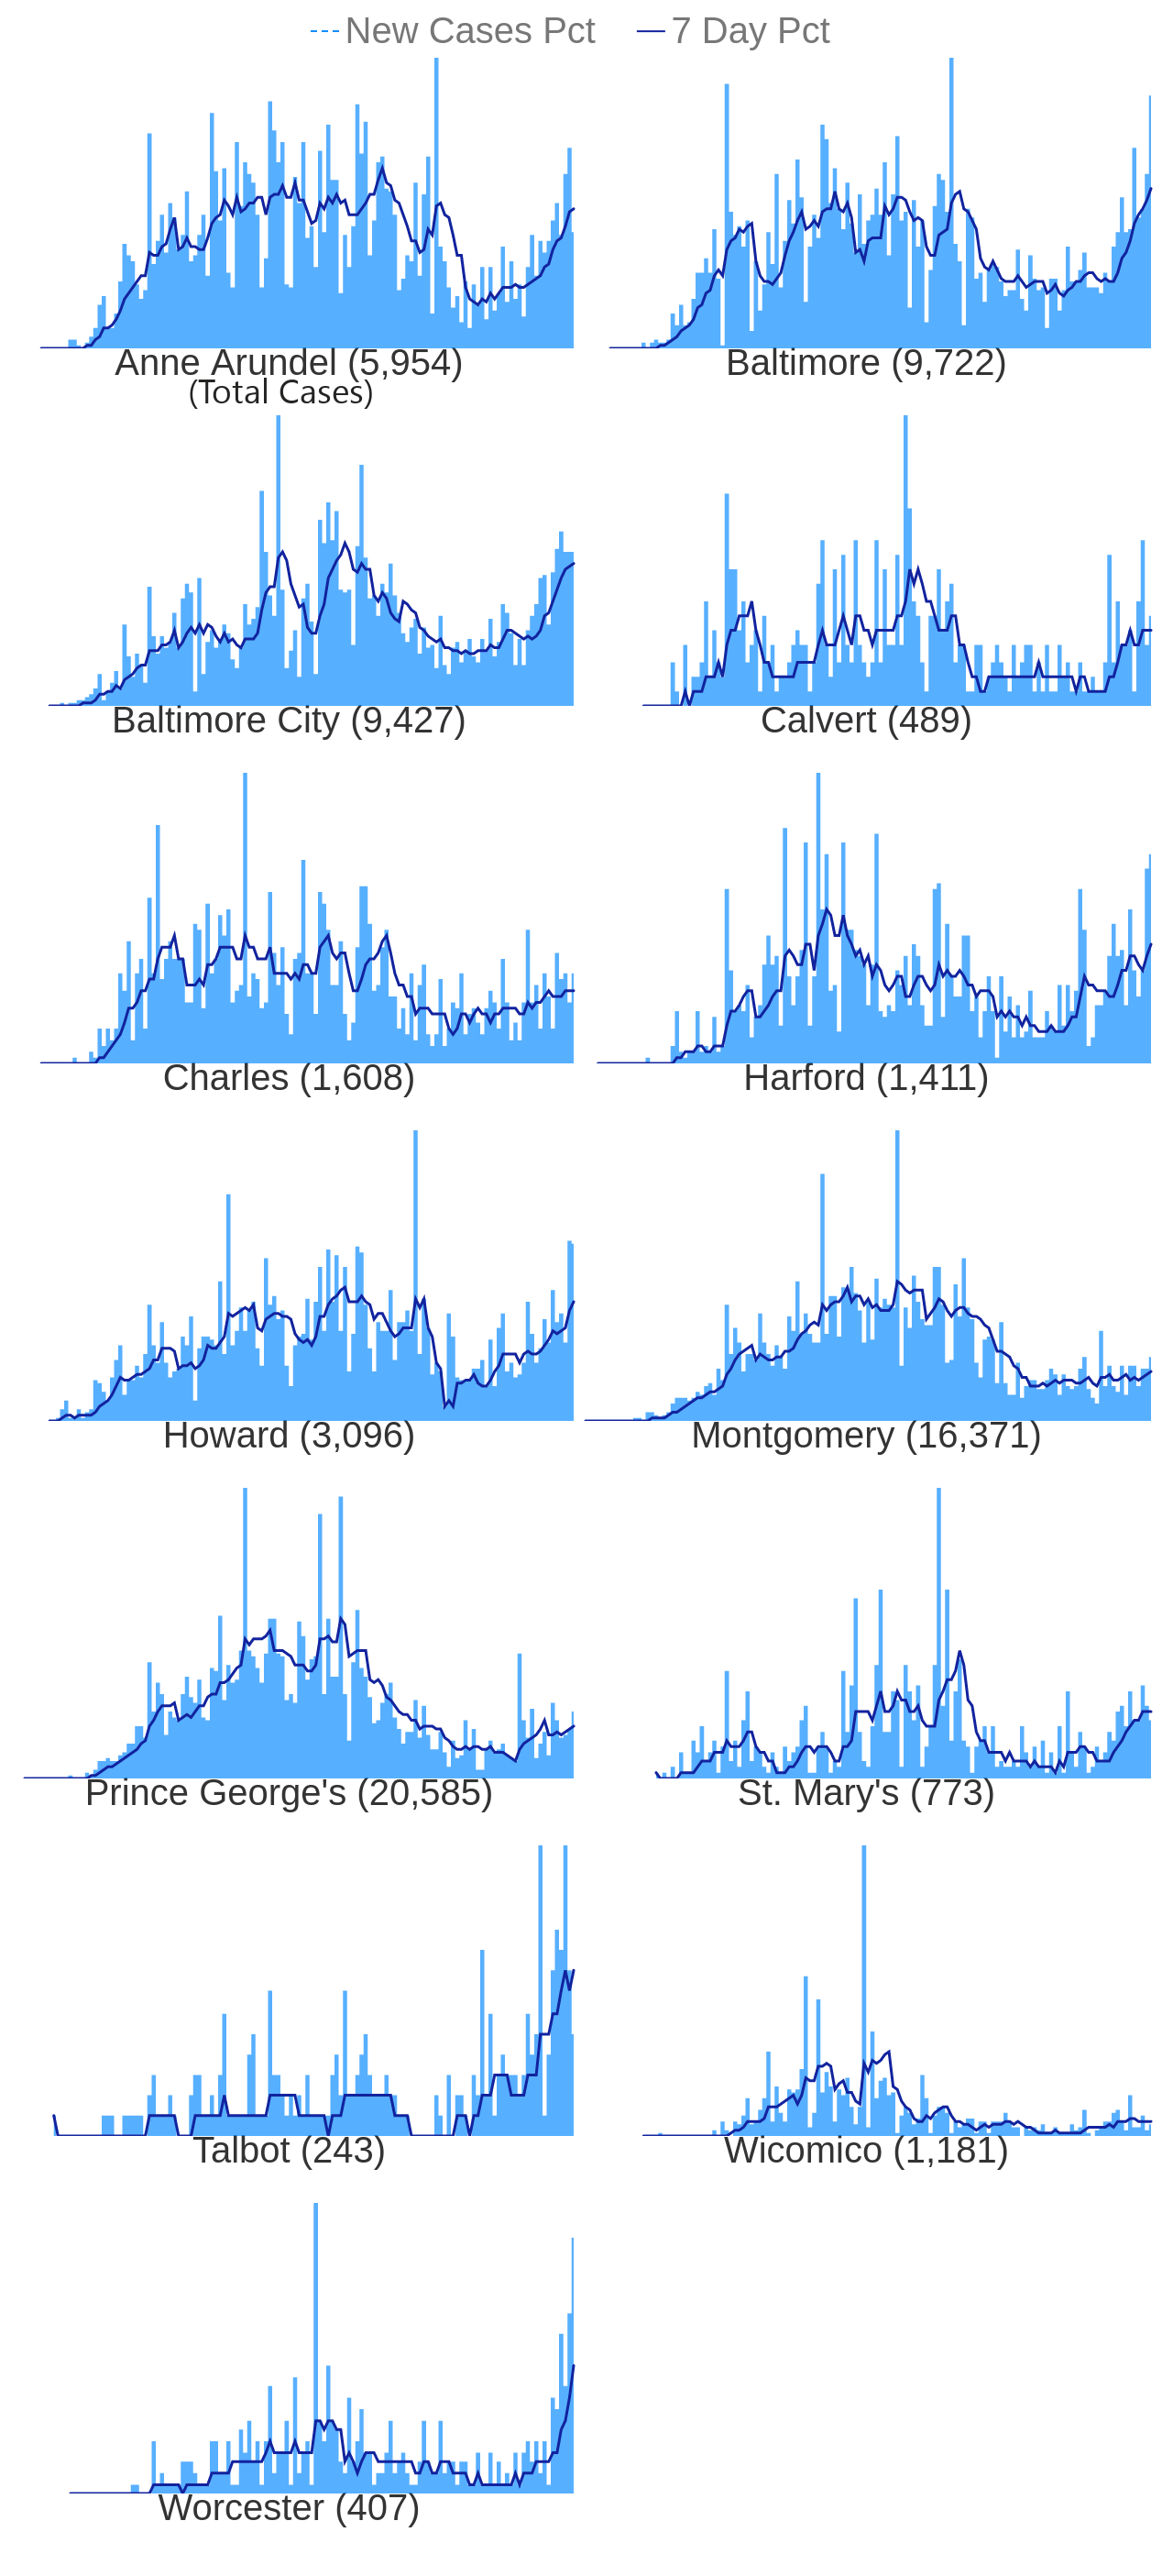 New Cases Pct 7 Day Pct
Anne Arundel (5,954) Baltimore (9,722)
(Total Cases)
Baltimore City (9,427) Calvert (489)
Charles (1,608) Harford (1,411)
Howard (3,096) Montgomery (16,371)
Prince George's (20,585) St. Mary's (773)
Talbot (243) Wicomico (1,181)
Worcester (407)